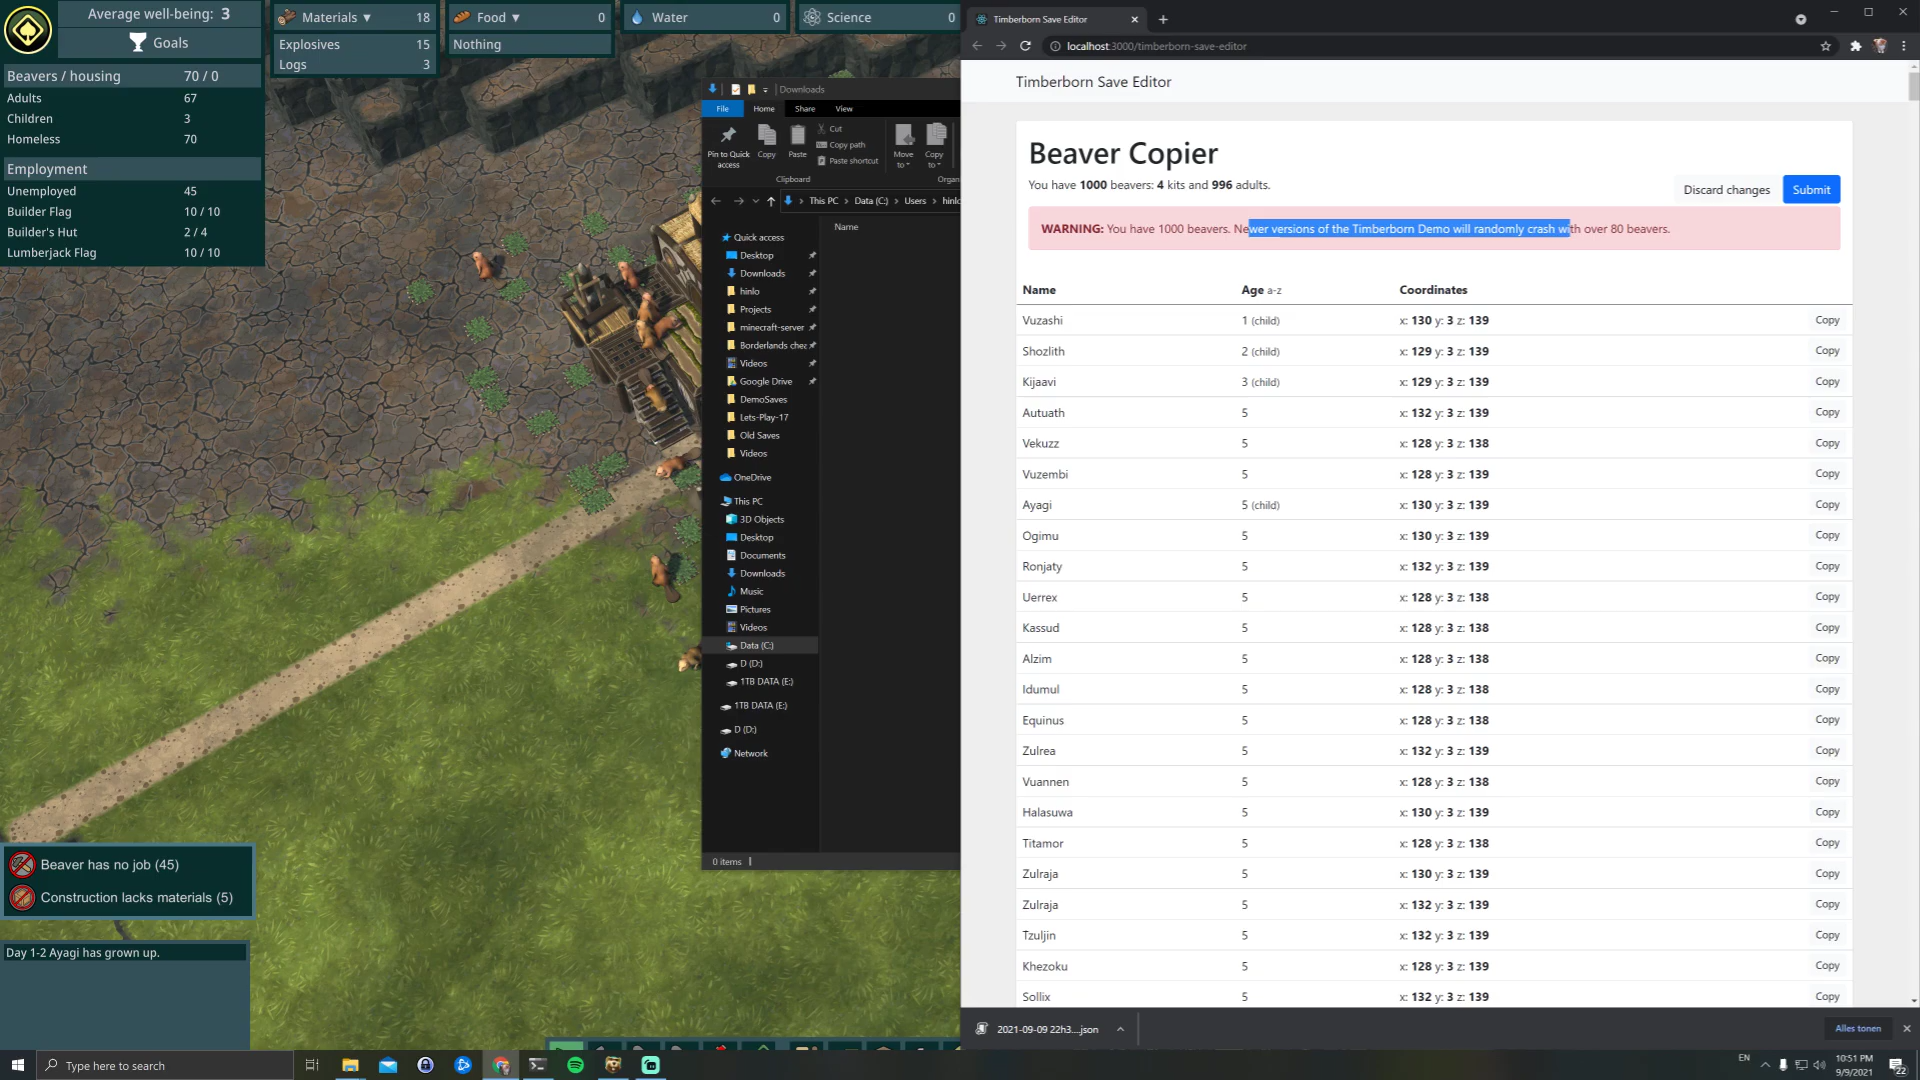 Average well-being: 3
Goals
Beavers / housing 70 / 0
Adults 67
Children 3
Homeless 70
Employment
Unemployed 45
Builder Flag 10 / 10
Builder's Hut 2 / 4
Lumberjack Flag 10 / 10
Materials ▾ 18
Explosives 15
Logs 3
Food ▾ 0
Nothing
Water 0
Science 0
Beaver has no job (45)
Construction lacks materials (5)
Day 1-2 Ayagi has grown up.
Downloads
File Home Share View
Pin to Quick access
Copy
Paste
Cut
Copy path
Paste shortcut
Move to
Copy to
Clipboard
Organ
This PC > Data (C:) > Users > hinlo
Name
Quick access
Desktop
Downloads
hinlo
Projects
minecraft-server
Borderlands chea
Videos
Google Drive
DemoSaves
Lets-Play-17
Old Saves
Videos
OneDrive
This PC
3D Objects
Desktop
Documents
Downloads
Music
Pictures
Videos
Data (C:)
D (D:)
1TB DATA (E:)
1TB DATA (E:)
D (D:)
Network
0 items
Timberborn Save Editor
localhost:3000/timberborn-save-editor
Timberborn Save Editor
Beaver Copier
You have 1000 beavers: 4 kits and 996 adults.
Discard changes Submit
WARNING: You have 1000 beavers. Newer versions of the Timberborn Demo will randomly crash with over 80 beavers.
Name Age a-z Coordinates
Vuzashi 1 (child) x: 130 y: 3 z: 139 Copy
Shozlith 2 (child) x: 129 y: 3 z: 139 Copy
Kijaavi 3 (child) x: 129 y: 3 z: 139 Copy
Autuath 5 x: 132 y: 3 z: 139 Copy
Vekuzz 5 x: 128 y: 3 z: 138 Copy
Vuzembi 5 x: 128 y: 3 z: 139 Copy
Ayagi 5 (child) x: 130 y: 3 z: 139 Copy
Ogimu 5 x: 130 y: 3 z: 139 Copy
Ronjaty 5 x: 132 y: 3 z: 139 Copy
Uerrex 5 x: 128 y: 3 z: 138 Copy
Kassud 5 x: 128 y: 3 z: 138 Copy
Alzim 5 x: 128 y: 3 z: 138 Copy
Idumul 5 x: 128 y: 3 z: 138 Copy
Equinus 5 x: 128 y: 3 z: 138 Copy
Zulrea 5 x: 132 y: 3 z: 139 Copy
Vuannen 5 x: 128 y: 3 z: 138 Copy
Halasuwa 5 x: 130 y: 3 z: 139 Copy
Titamor 5 x: 128 y: 3 z: 138 Copy
Zulraja 5 x: 130 y: 3 z: 139 Copy
Zulraja 5 x: 132 y: 3 z: 139 Copy
Tzuljin 5 x: 132 y: 3 z: 139 Copy
Khezoku 5 x: 128 y: 3 z: 139 Copy
Sollix 5 x: 132 y: 3 z: 139 Copy
2021-09-09 22h3....json
Alles tonen
Type here to search
EN
10:51 PM
9/9/2021
22